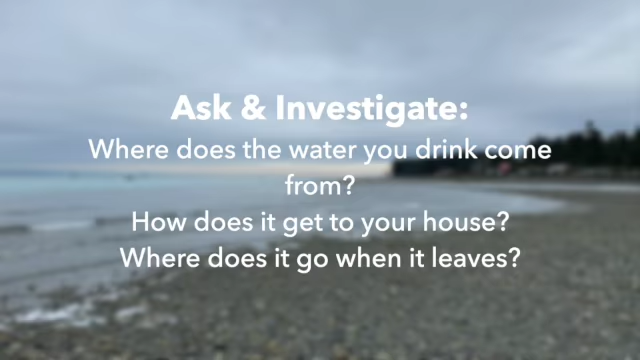 Ask & Investigate:
Where does the water you drink come
from?
How does it get to your house?
Where does it go when it leaves?